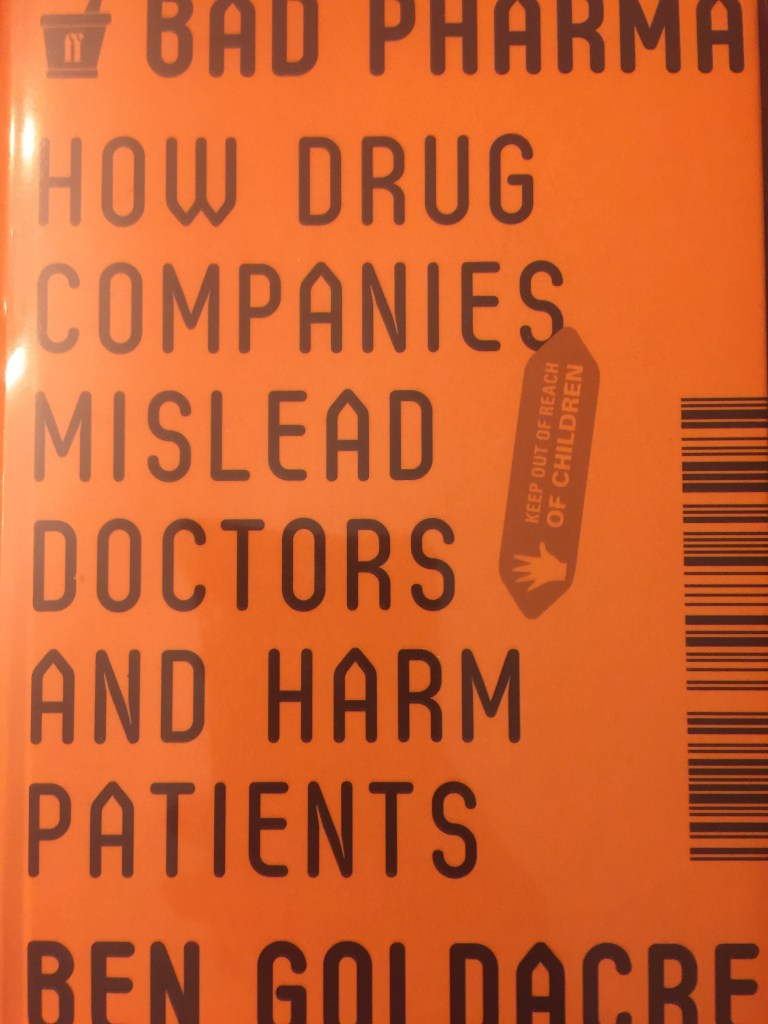 BAD PHARMA
HOW DRUG
COMPANIES
MISLEAD
DOCTORS
AND HARM
PATIENTS
KEEP OUT OF REACH
OF CHILDREN
BEN GOLDACRE